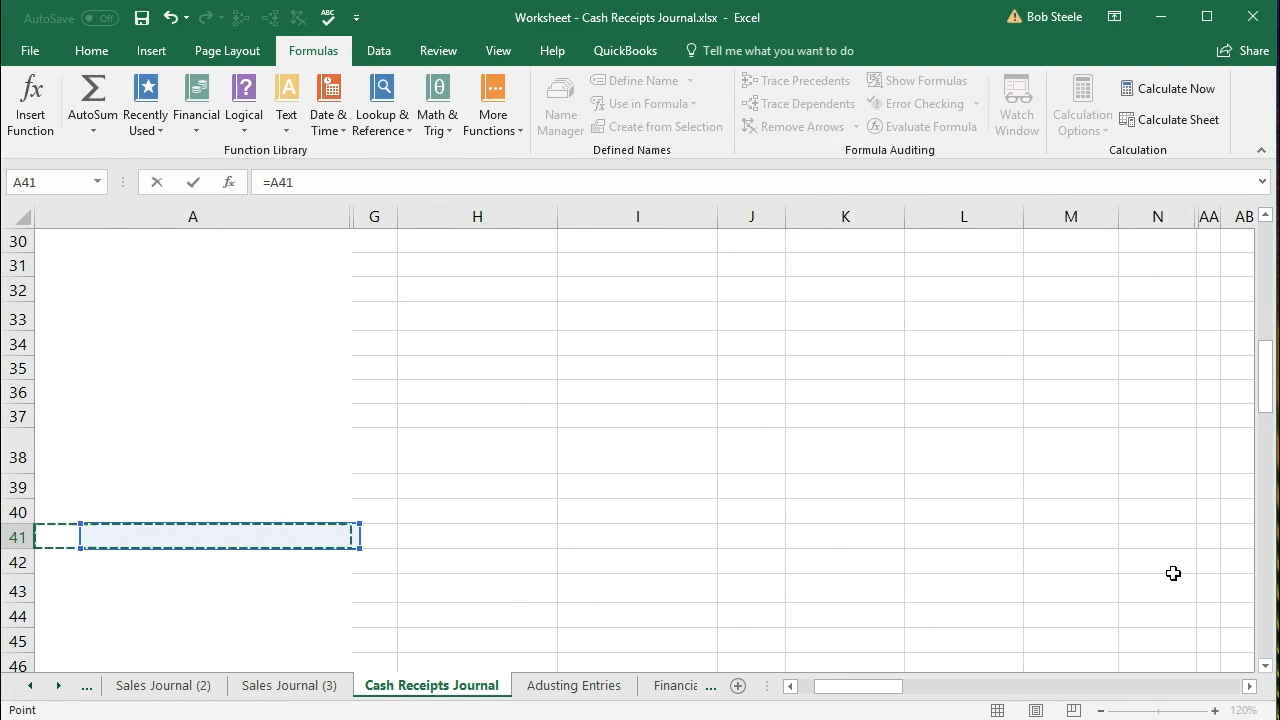 AutoSave Off
Worksheet - Cash Receipts Journal.xlsx - Excel
Bob Steele
File Home Insert Page Layout Formulas Data Review View Help QuickBooks Tell me what you want to do Share
Insert Function
AutoSum
Recently Used
Financial
Logical
Text
Date & Time
Lookup & Reference
Math & Trig
More Functions
Function Library
Name Manager
Define Name
Use in Formula
Create from Selection
Defined Names
Trace Precedents
Trace Dependents
Remove Arrows
Show Formulas
Error Checking
Evaluate Formula
Formula Auditing
Watch Window
Calculation Options
Calculate Now
Calculate Sheet
Calculation
A41 fx =A41
A G H I J K L M N AA AB
30
31
32
33
34
35
36
37
38
39
40
41
42
43
44
45
46
... Sales Journal (2) Sales Journal (3) Cash Receipts Journal Adusting Entries Financia ...
Point 120%